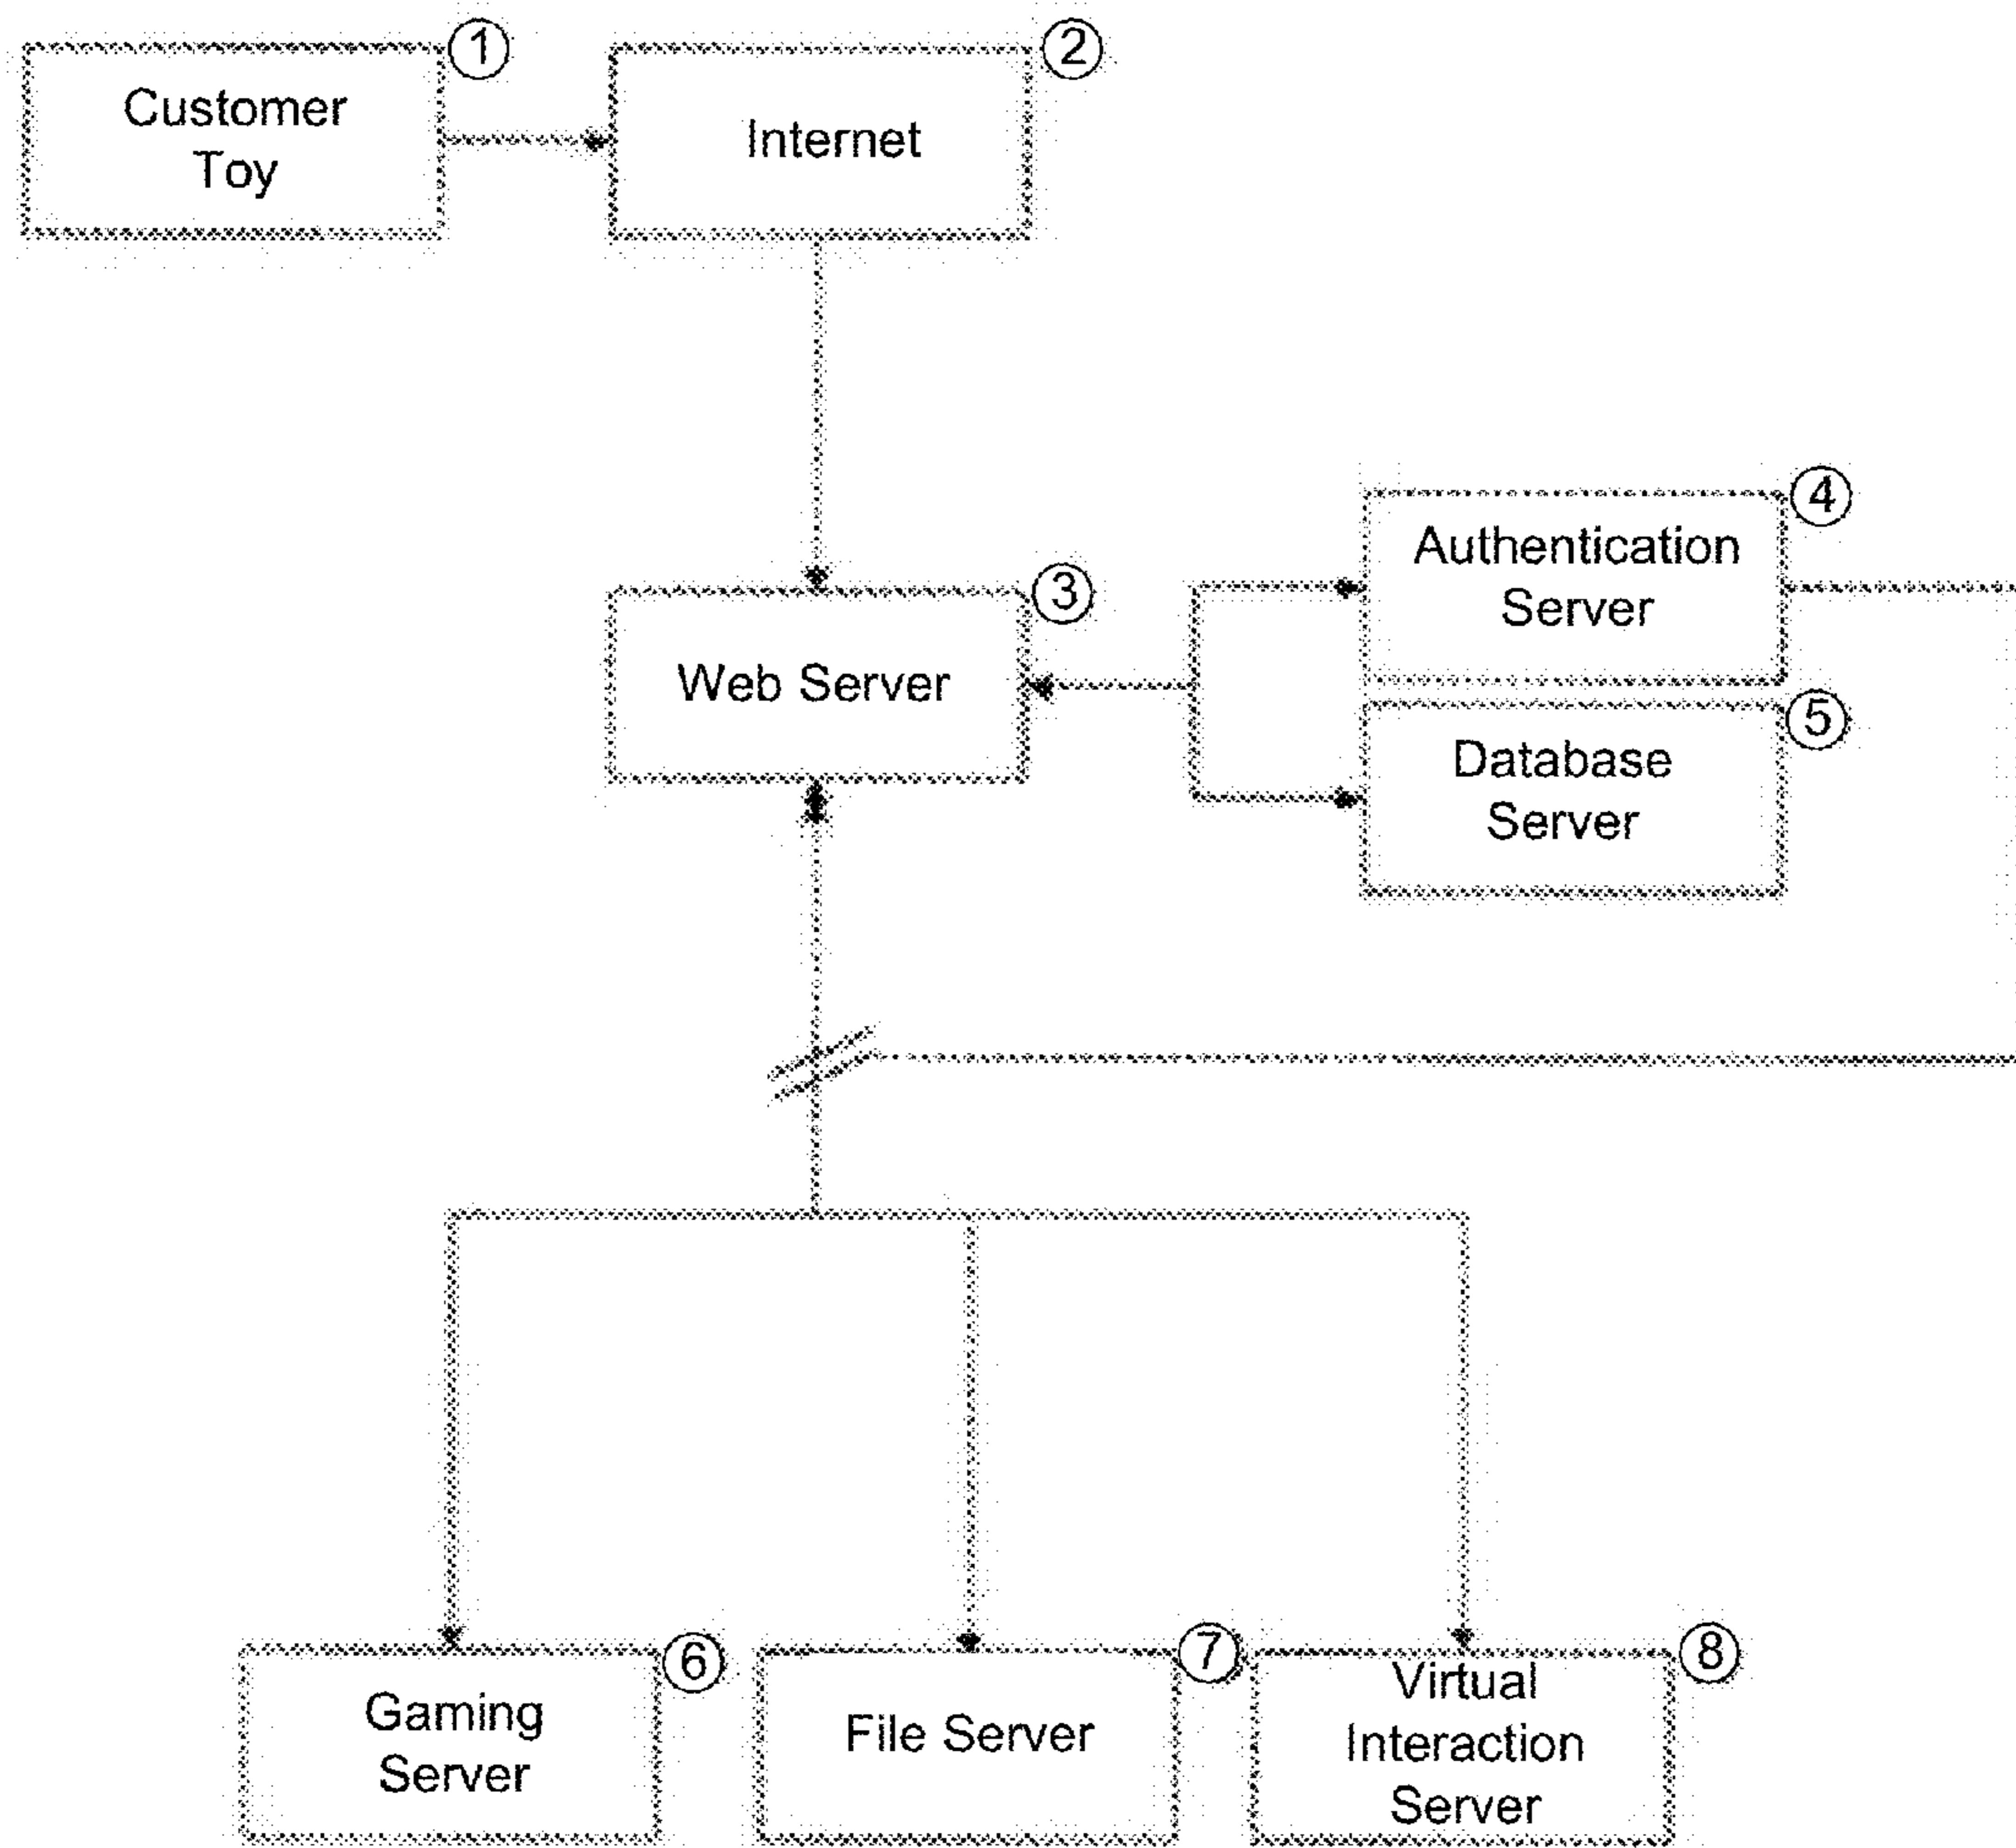 ①
Customer
Toy
②
Internet
③
Web Server
④
Authentication
Server
⑤
Database
Server
⑥
Gaming
Server
⑦
File Server
⑧
Virtual
Interaction
Server